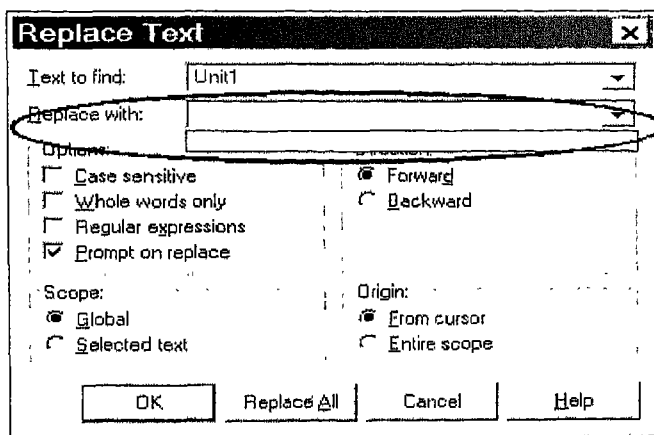 Replace Text
Text to find: Unit1
Replace with:
Options:
Case sensitive
Whole words only
Regular expressions
Prompt on replace
Direction:
Forward
Backward
Scope:
Global
Selected text
Origin:
From cursor
Entire scope
OK Replace All Cancel Help